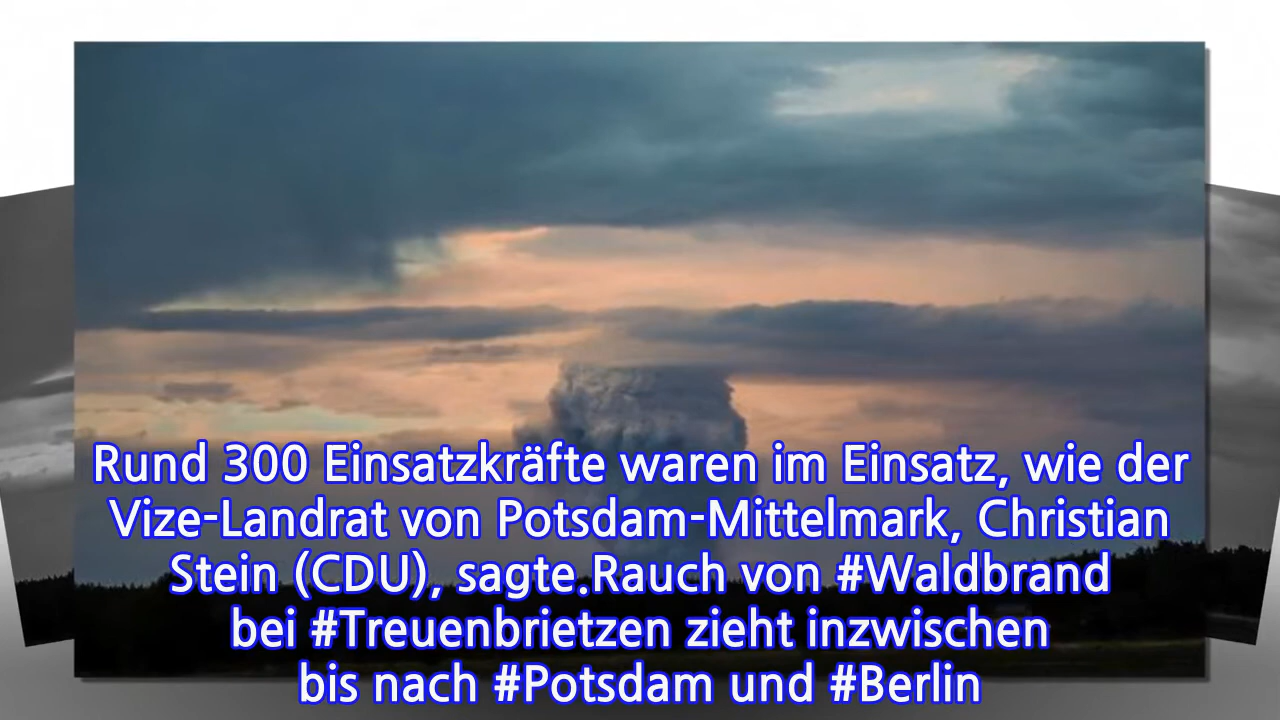 Rund 300 Einsatzkräfte waren im Einsatz, wie der
Vize-Landrat von Potsdam-Mittelmark, Christian
Stein (CDU), sagte.Rauch von #Waldbrand
bei #Treuenbrietzen zieht inzwischen
bis nach #Potsdam und #Berlin